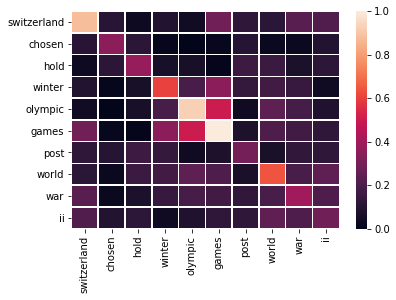 switzerland
chosen
hold
winter
olympic
games
post
world
war
ii
switzerland
chosen
hold
winter
olympic
games
post
world
war
ii
1.0
0.8
0.6
0.4
0.2
0.0